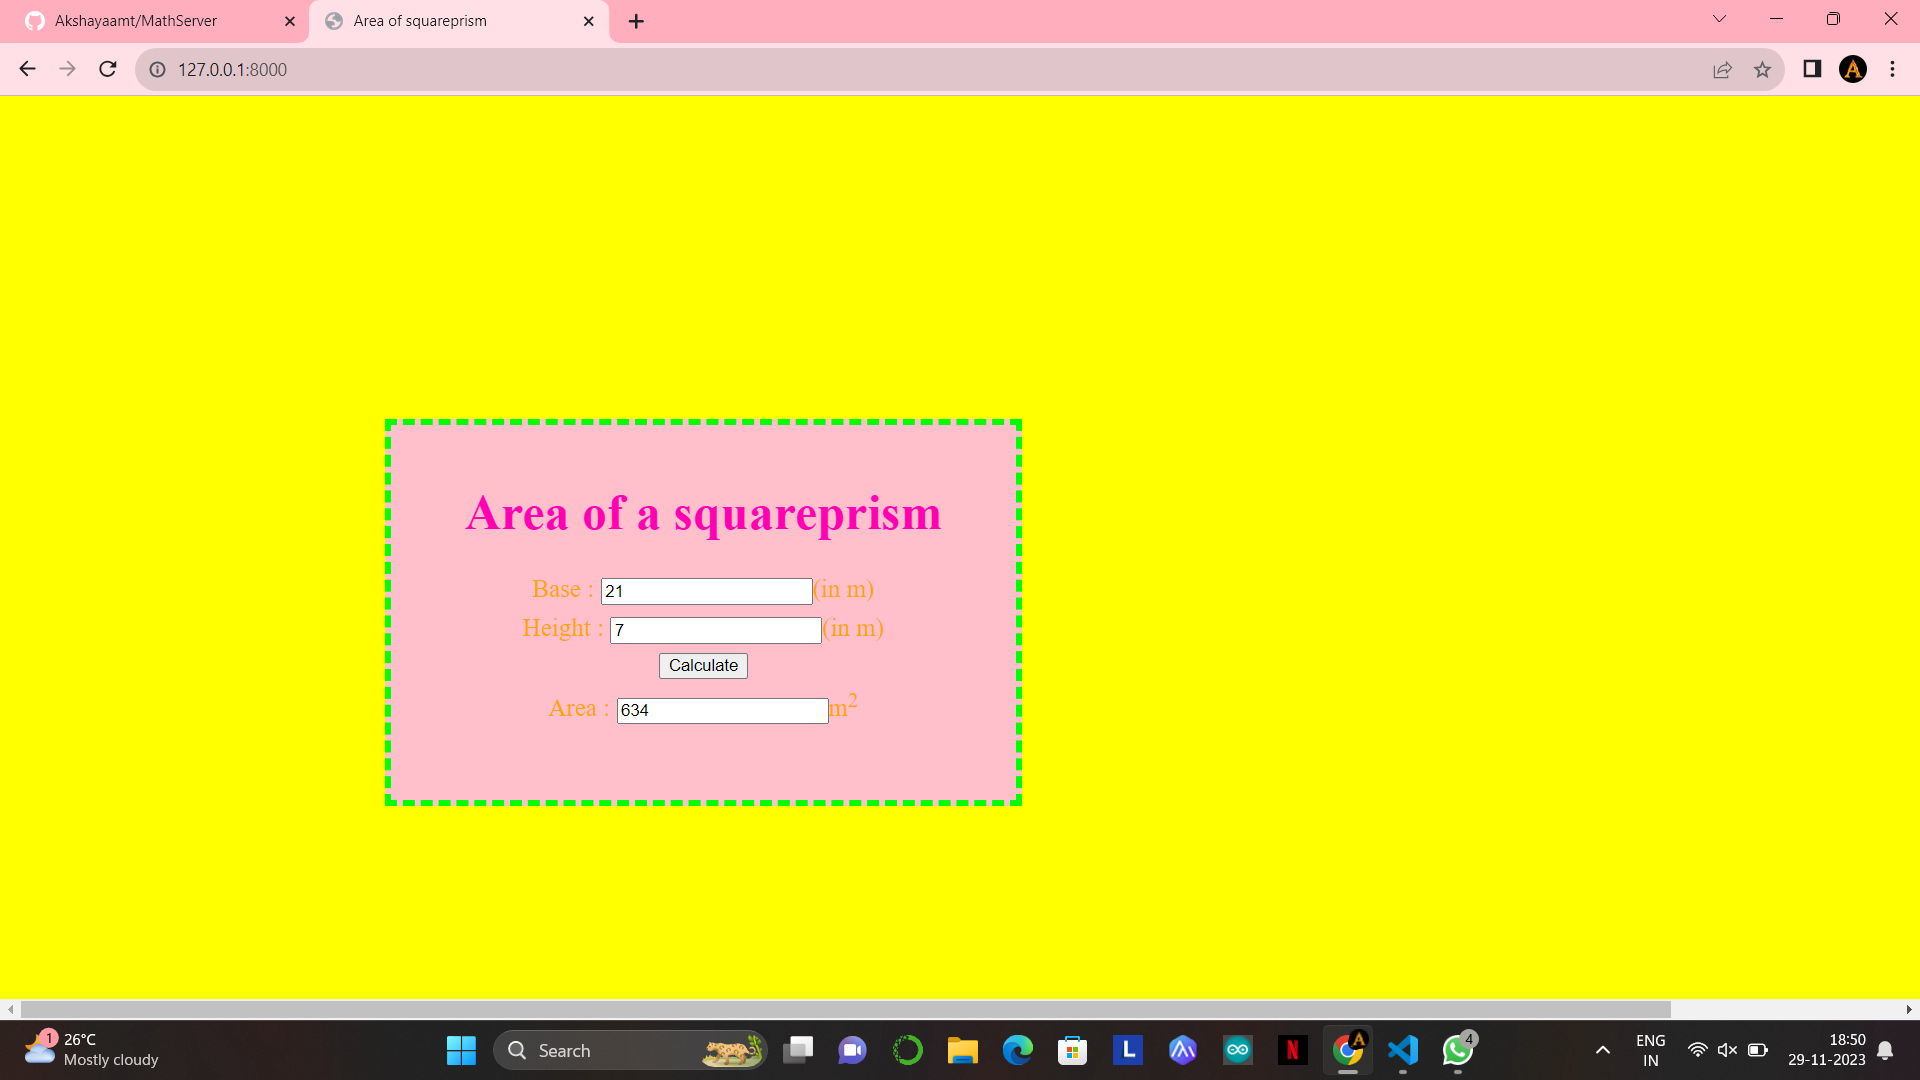 Akshayaamt/MathServer
Area of squareprism
127.0.0.1:8000
A
Area of a squareprism
Base : 21 (in m)
Height : 7 (in m)
Calculate
Area : 634 m²
1
26°C
Mostly cloudy
Search
L
N
A
4
ENG
IN
18:50
29-11-2023